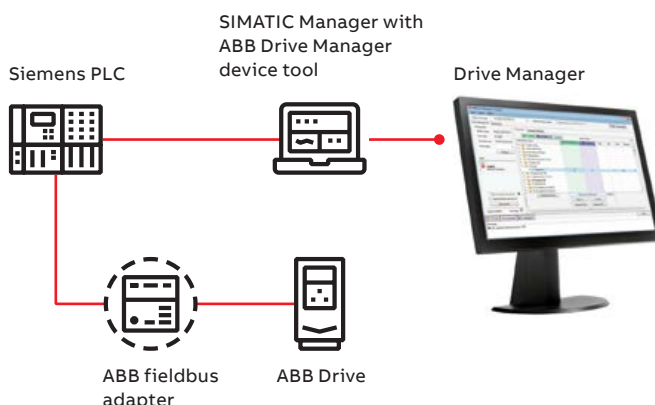 SIMATIC Manager with
ABB Drive Manager
device tool
Siemens PLC
Drive Manager
ABB fieldbus
adapter
ABB Drive